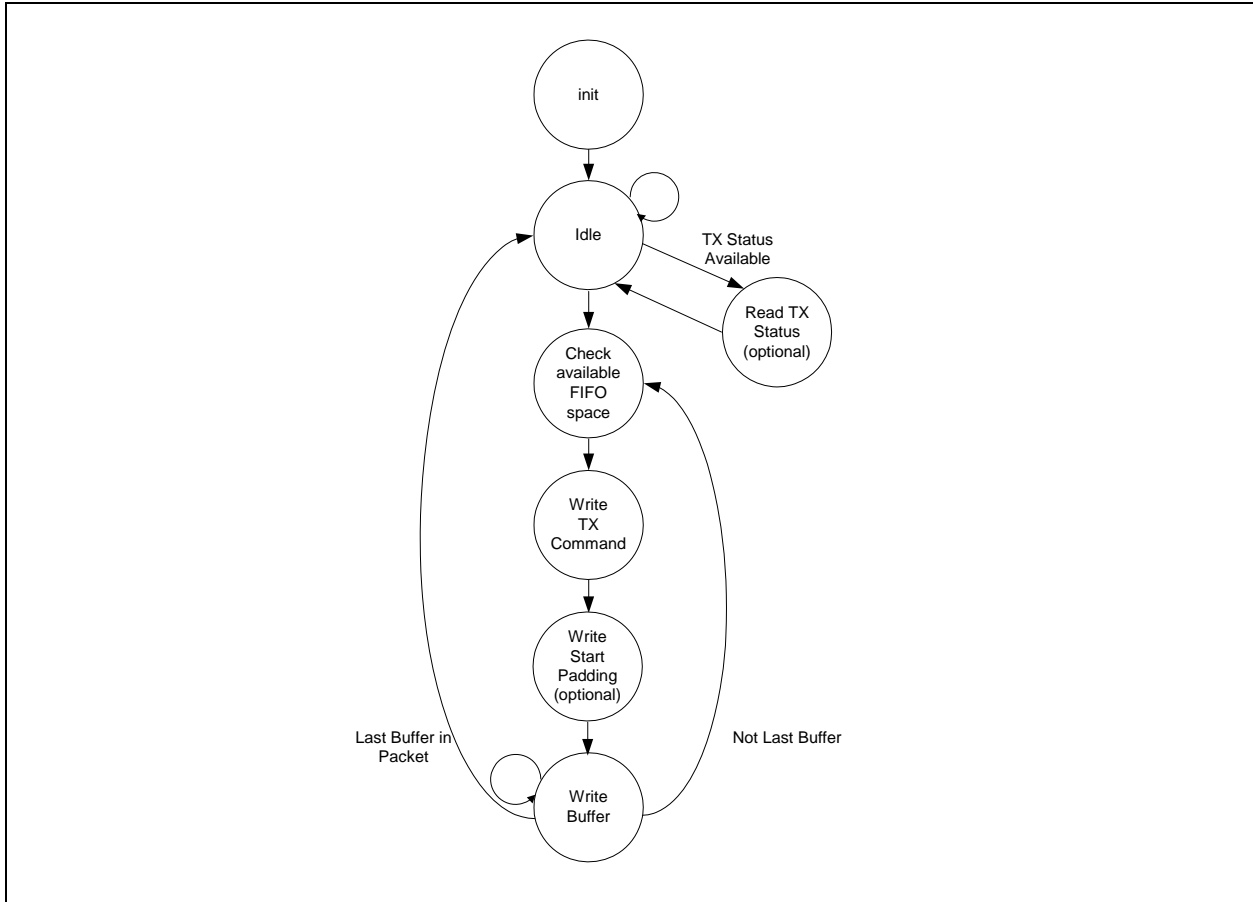 init
Idle
TX Status
Available
Read TX
Status
(optional)
Check
available
FIFO
space
Write
TX
Command
Write
Start
Padding
(optional)
Last Buffer in
Packet
Not Last Buffer
Write
Buffer